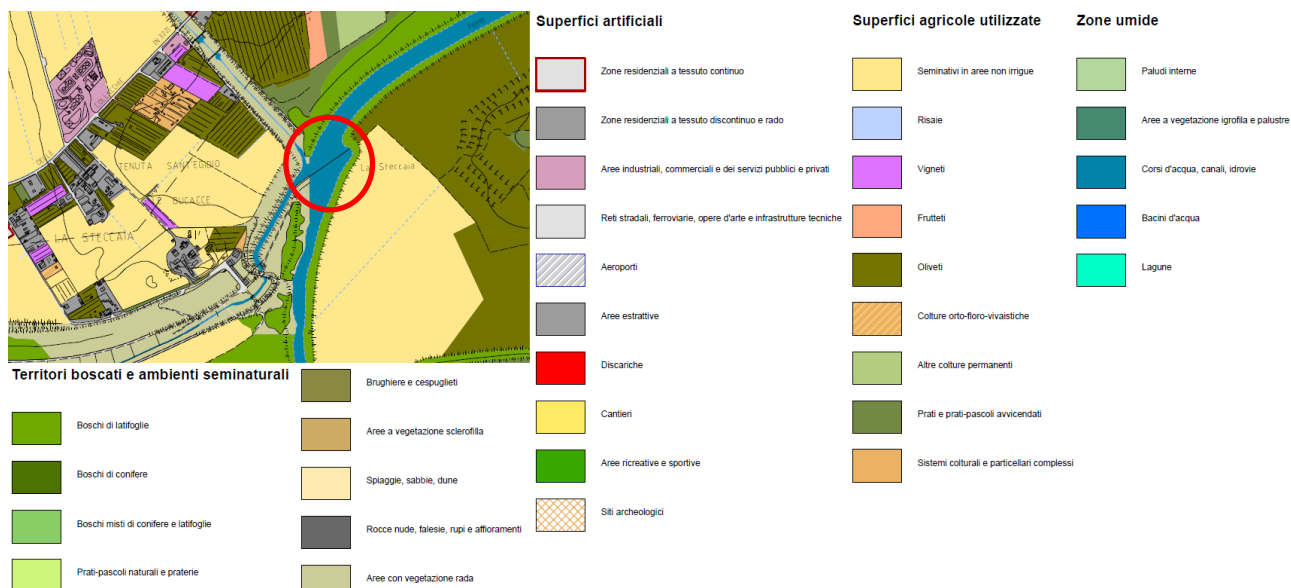 TENUTA SANT'EGIDIO
BUCACCE
LA STECCAIA
La Steccaia
FIUME
DELLE
Superfici artificiali
Zone residenziali a tessuto continuo
Zone residenziali a tessuto discontinuo e rado
Aree industriali, commerciali e dei servizi pubblici e privati
Reti stradali, ferroviarie, opere d'arte e infrastrutture tecniche
Aeroporti
Aree estrattive
Discariche
Cantieri
Aree ricreative e sportive
Siti archeologici
Superfici agricole utilizzate
Seminativi in aree non irrigue
Risaie
Vigneti
Frutteti
Oliveti
Colture orto-floro-vivaistiche
Altre colture permanenti
Prati e prati-pascoli avvicendati
Sistemi colturali e particellari complessi
Zone umide
Paludi interne
Aree a vegetazione igrofila e palustre
Corsi d'acqua, canali, idrovie
Bacini d'acqua
Lagune
Territori boscati e ambienti seminaturali
Boschi di latifoglie
Boschi di conifere
Boschi misti di conifere e latifoglie
Prati-pascoli naturali e praterie
Brughiere e cespuglieti
Aree a vegetazione sclerofilla
Spiaggie, sabbie, dune
Rocce nude, falesie, rupi e affioramenti
Aree con vegetazione rada